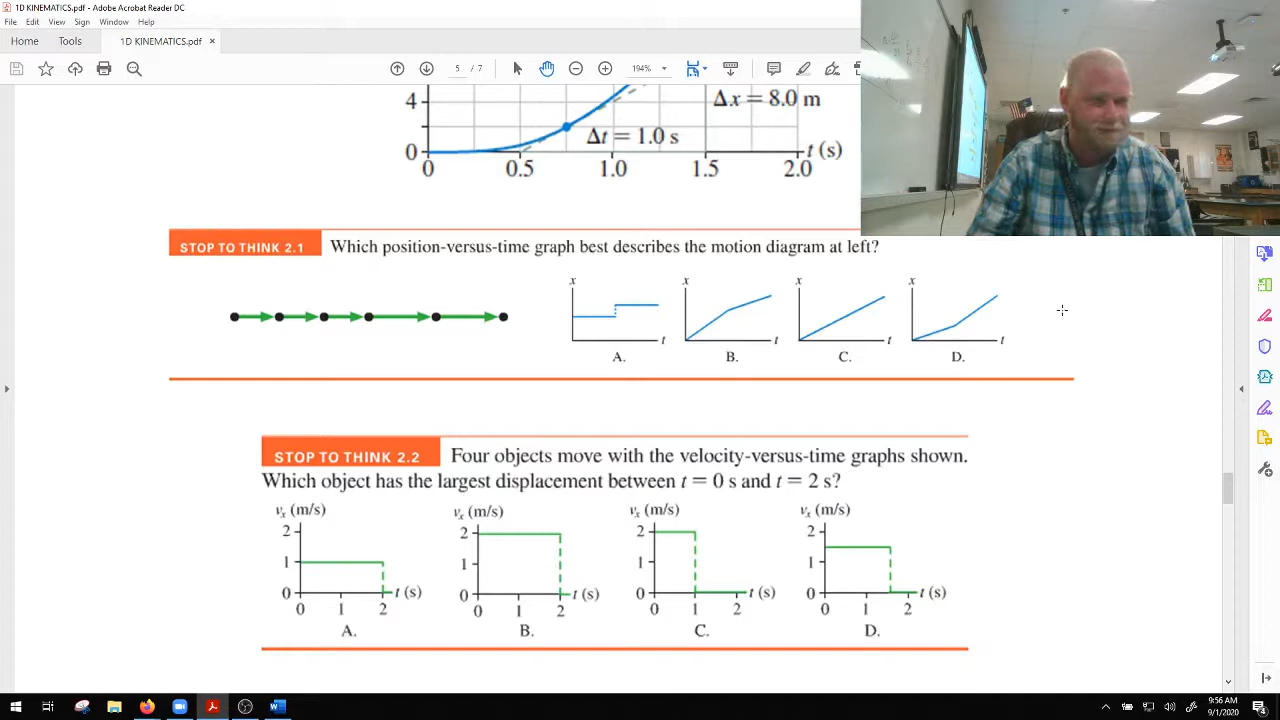 1D KINEMATICS.pdf - Adobe Acrobat Reader DC
File Edit View Sign Window Help
Home Tools 1D KINEMATICS.pdf ×
5 / 7 194%
4
Δx = 8.0 m
Δt = 1.0 s
0
t (s)
0 0.5 1.0 1.5 2.0
STOP TO THINK 2.1 Which position-versus-time graph best describes the motion diagram at left?
x x x x
t t t t
A. B. C. D.
STOP TO THINK 2.2 Four objects move with the velocity-versus-time graphs shown.
Which object has the largest displacement between t = 0 s and t = 2 s?
vx (m/s) vx (m/s) vx (m/s) vx (m/s)
2 2 2 2
1 1 1 1
0 t (s) 0 t (s) 0 t (s) 0 t (s)
0 1 2 0 1 2 0 1 2 0 1 2
A. B. C. D.
9:56 AM
9/1/2020